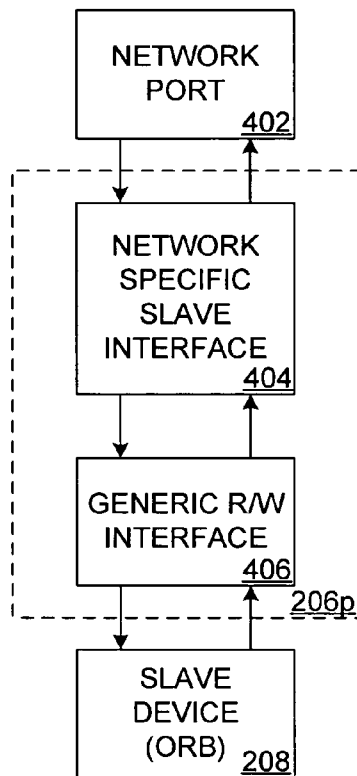 NETWORK
PORT
402
NETWORK
SPECIFIC
SLAVE
INTERFACE
404
GENERIC R/W
INTERFACE
406
206p
SLAVE
DEVICE
(ORB)
208